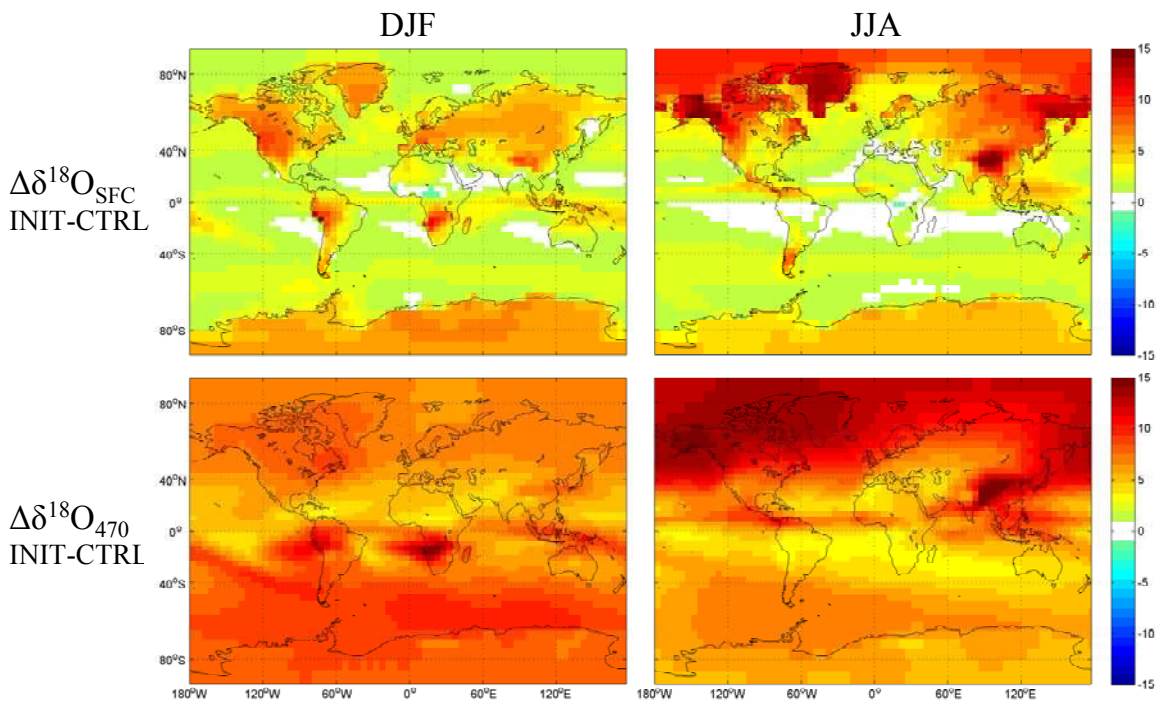 DJF JJA
80°N 15
40°N 10
Δδ¹⁸O_SFC 5
INIT-CTRL 0° 0
40°S -5
80°S -10
-15
80°N 15
40°N 10
Δδ¹⁸O₄₇₀ 5
INIT-CTRL 0° 0
40°S -5
80°S -10
-15
180°W 120°W 60°W 0° 60°E 120°E 180°W 120°W 60°W 0° 60°E 120°E